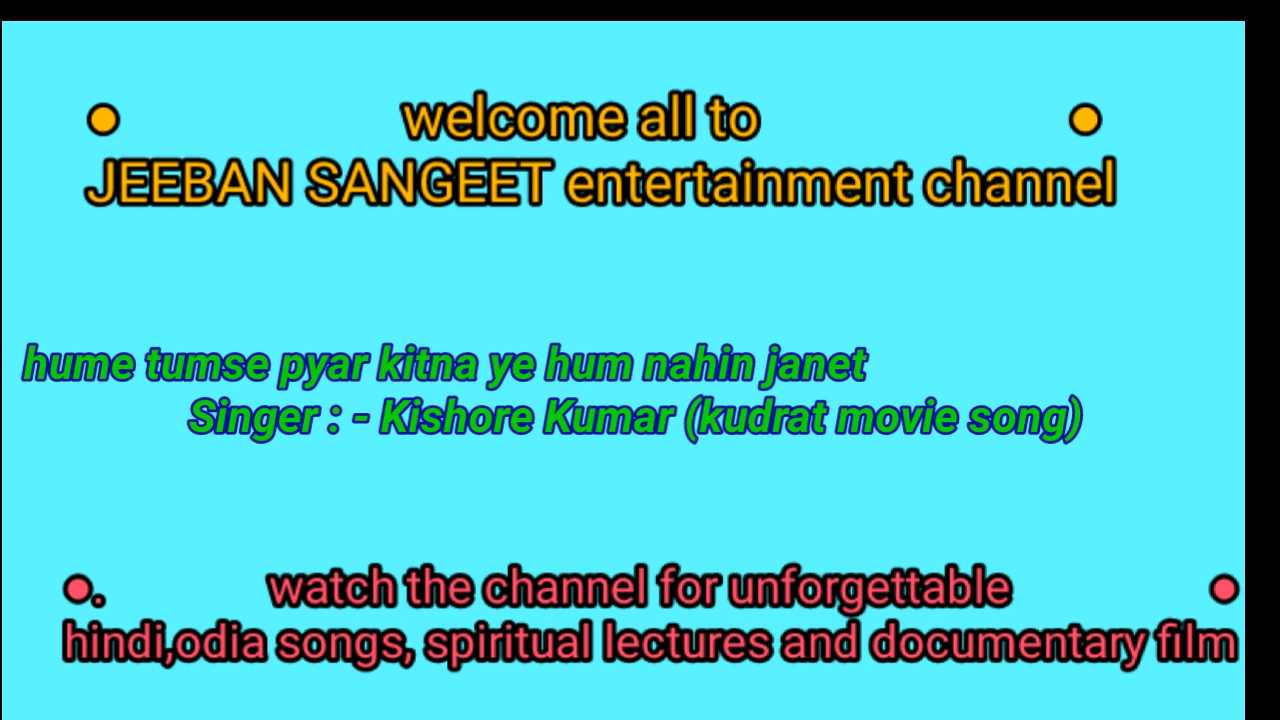 ● welcome all to ●
JEEBAN SANGEET entertainment channel
hume tumse pyar kitna ye hum nahin janet
Singer : - Kishore Kumar (kudrat movie song)
●. watch the channel for unforgettable ●
hindi,odia songs, spiritual lectures and documentary film